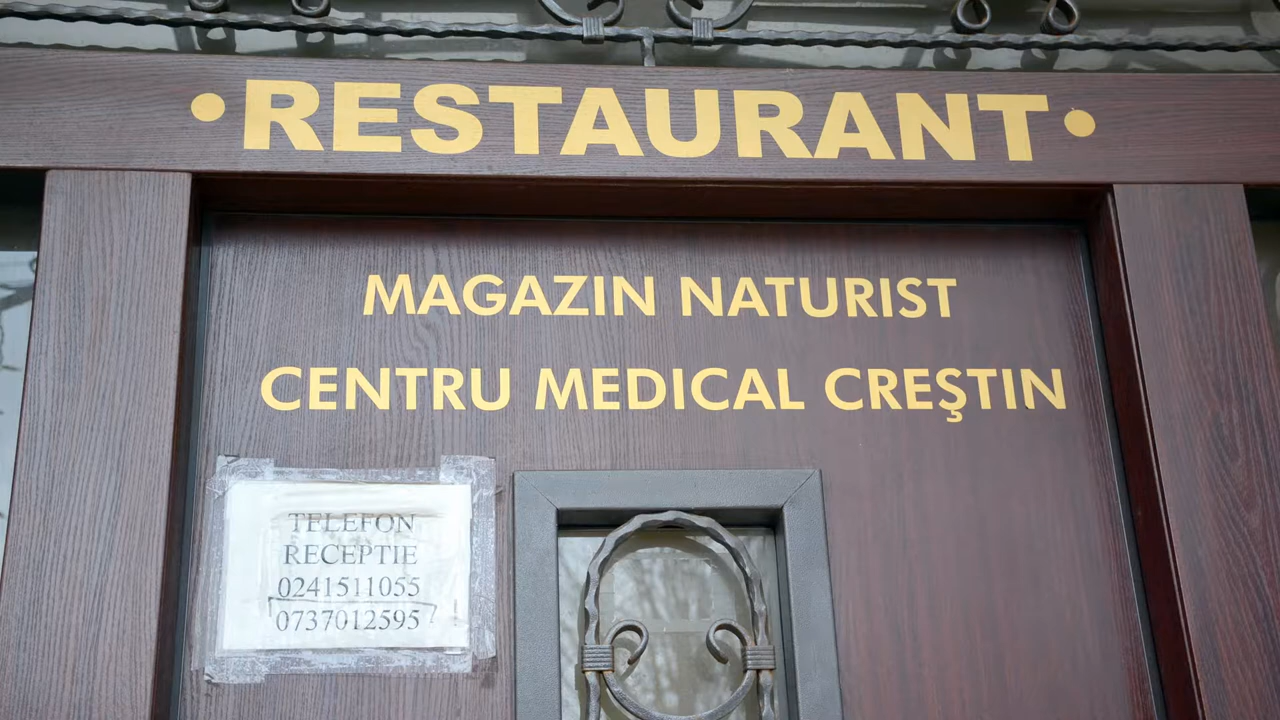 •RESTAURANT•
MAGAZIN NATURIST
CENTRU MEDICAL CREŞTIN
TELEFON
RECEPTIE
0241511055
0737012595